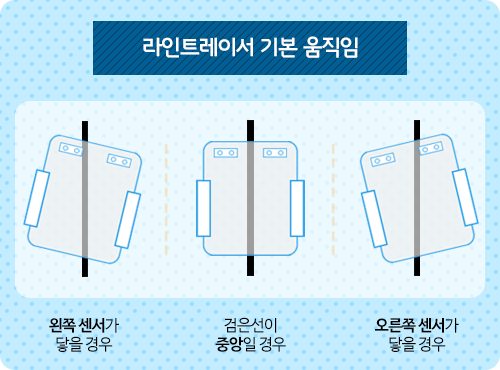 라인트레이서 기본 움직임
왼쪽 센서가
닿을 경우
검은선이
중앙일 경우
오른쪽 센서가
닿을 경우